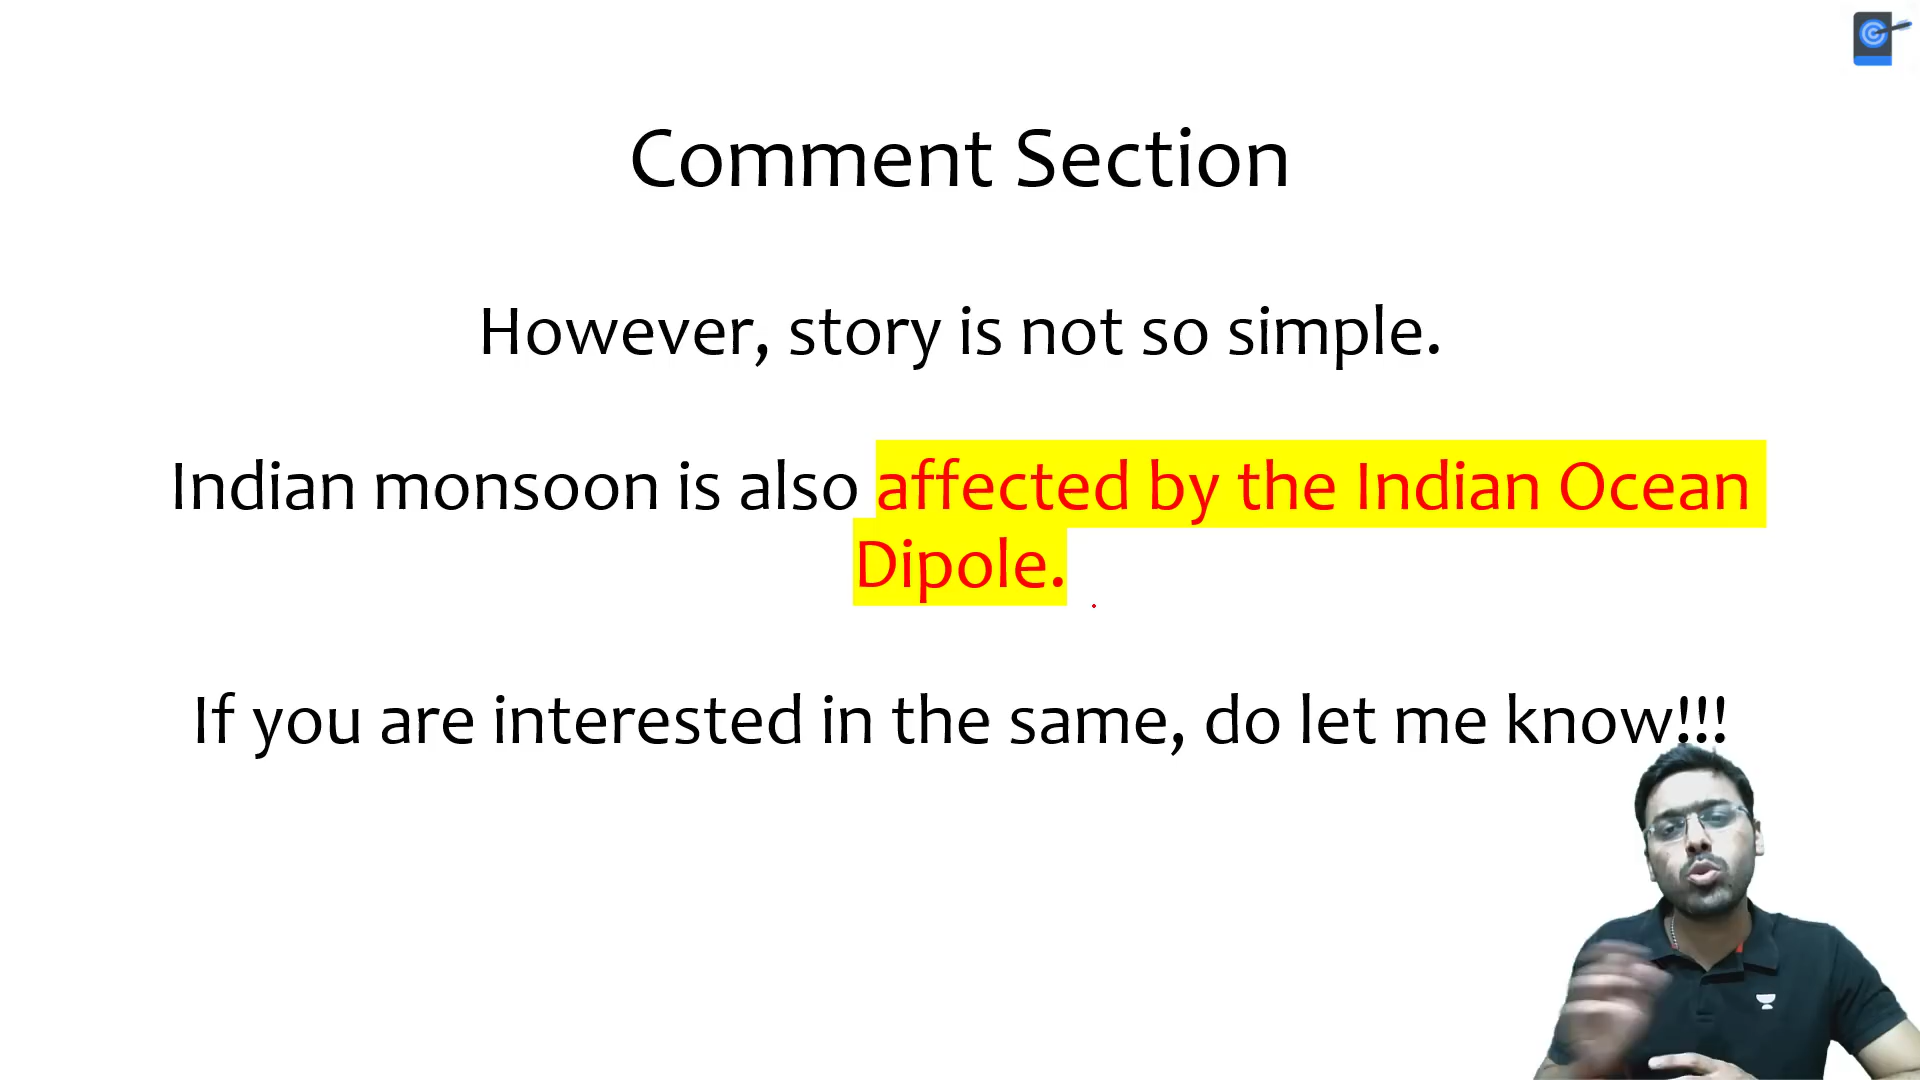 Comment Section
However, story is not so simple.
Indian monsoon is also affected by the Indian Ocean
Dipole.
If you are interested in the same, do let me know!!!